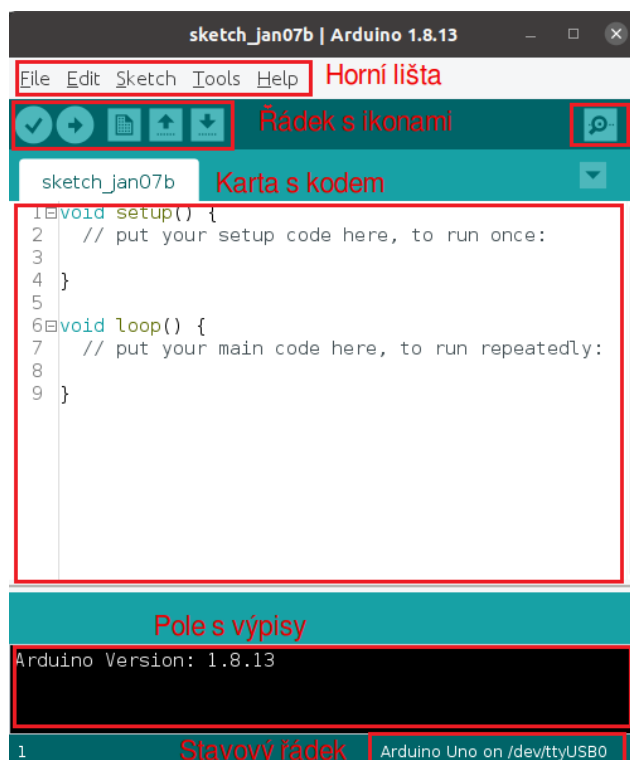 sketch_jan07b | Arduino 1.8.13
File Edit Sketch Tools Help Horní lišta
Řádek s ikonami
sketch_jan07b Karta s kodem
1 void setup() {
2 // put your setup code here, to run once:
3
4 }
5
6 void loop() {
7 // put your main code here, to run repeatedly:
8
9 }
Pole s výpisy
Arduino Version: 1.8.13
1 Stavový řádek Arduino Uno on /dev/ttyUSB0